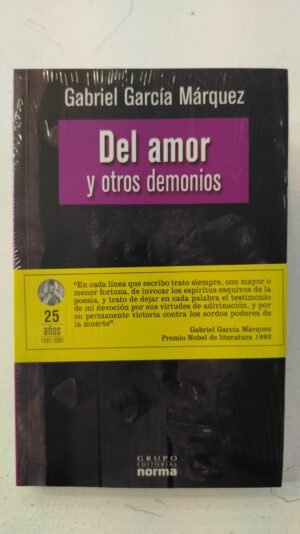 Gabriel García Márquez
Del amor
y otros demonios
"En cada línea que escribo trato siempre, con mayor o
menor fortuna, de invocar los espíritus esquivos de la
poesía, y trato de dejar en cada palabra el testimonio
de mi devoción por sus virtudes de adivinación, y por
su permanente victoria contra los sordos poderes de
la muerte".
Gabriel García Márquez
Premio Nobel de literatura 1982
25
años
1982-2007
GRUPO
EDITORIAL
norma